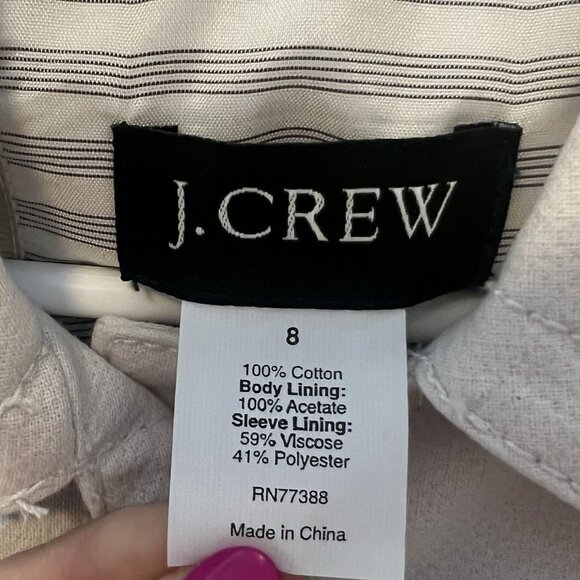 J.CREW
8
100% Cotton
Body Lining:
100% Acetate
Sleeve Lining:
59% Viscose
41% Polyester
RN77388
Made in China